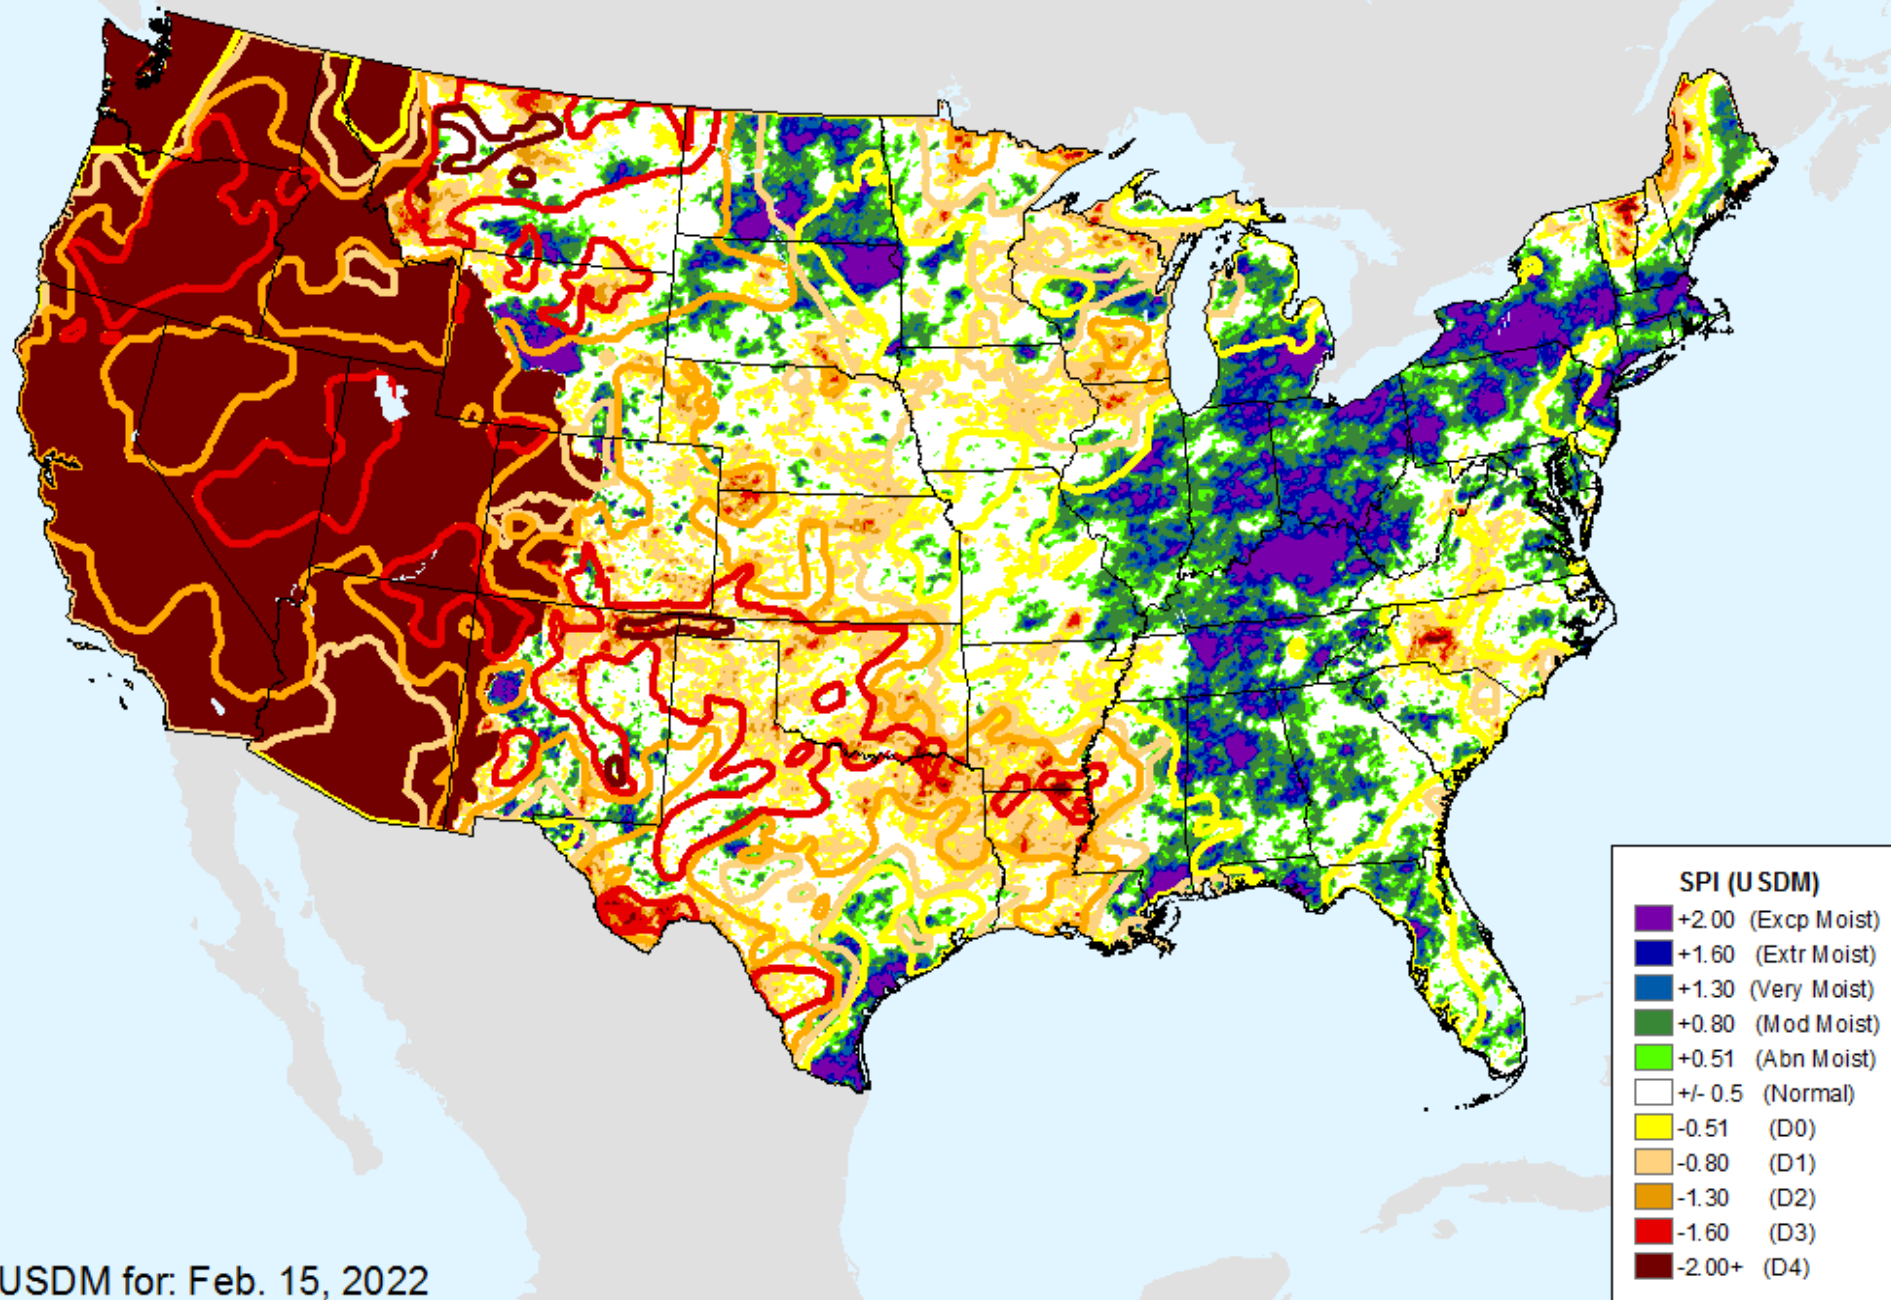 SPI (USDM)
+2.00 (Excp Moist)
+1.60 (Extr Moist)
+1.30 (Very Moist)
+0.80 (Mod Moist)
+0.51 (Abn Moist)
+/- 0.5 (Normal)
-0.51 (D0)
-0.80 (D1)
-1.30 (D2)
-1.60 (D3)
-2.00+ (D4)
USDM for: Feb. 15, 2022